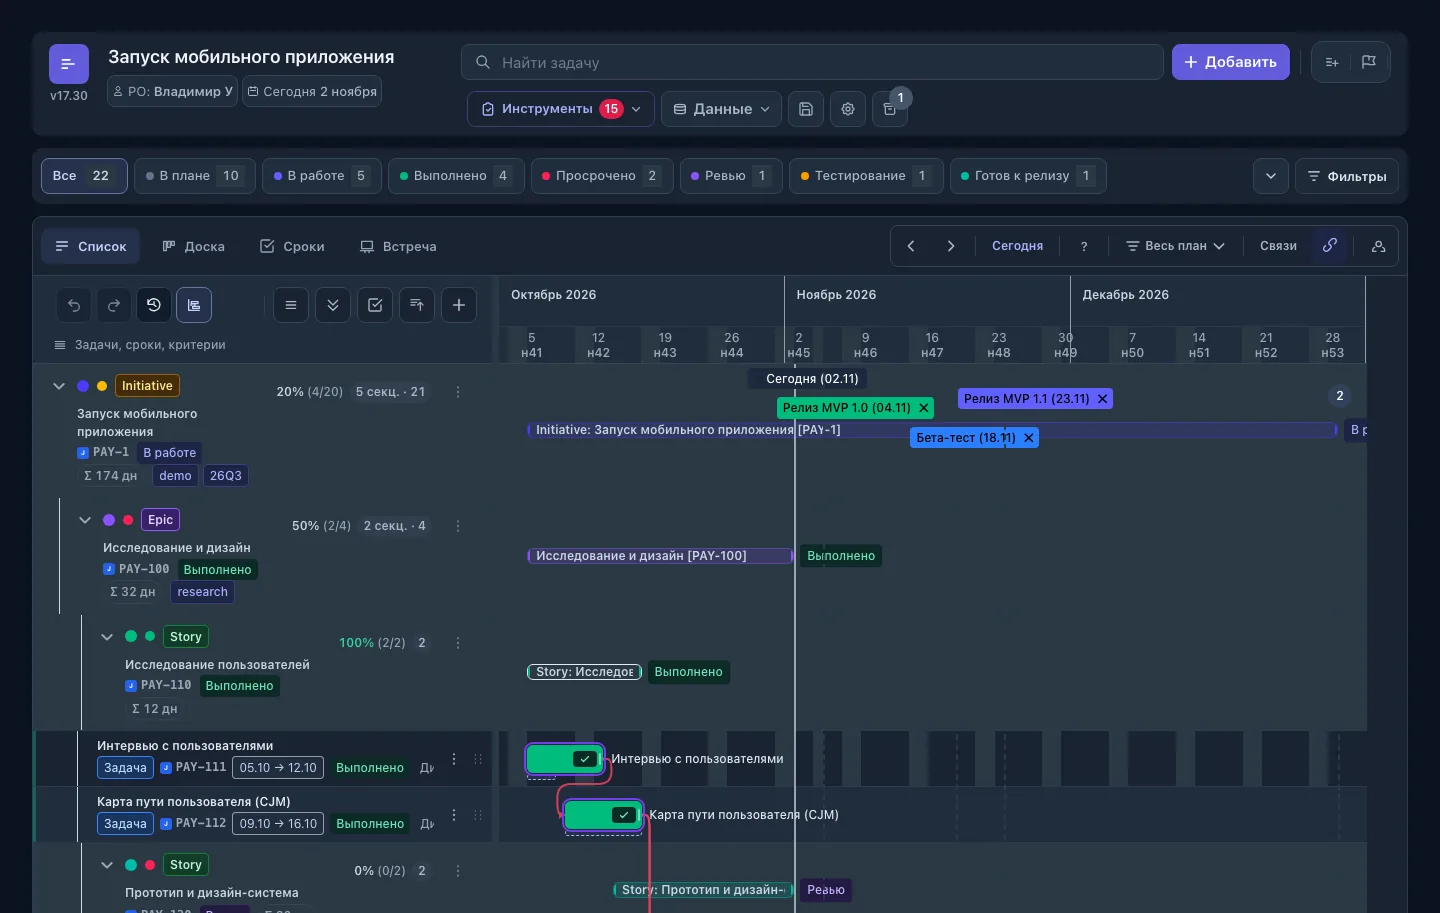 Запуск мобильного приложения
v17.30
PO: Владимир У
Сегодня 2 ноября
Найти задачу
Добавить
Инструменты 15
Данные
1
Все 22
В плане 10
В работе 5
Выполнено 4
Просрочено 2
Ревью 1
Тестирование 1
Готов к релизу 1
Фильтры
Список
Доска
Сроки
Встреча
Сегодня
?
Весь план
Связи
Задачи, сроки, критерии
Октябрь 2026
Ноябрь 2026
Декабрь 2026
5 12 19 26 2 9 16 23 30 7 14 21 28
н41 н42 н43 н44 н45 н46 н47 н48 н49 н50 н51 н52 н53
Сегодня (02.11)
Релиз MVP 1.0 (04.11) ✕
Релиз MVP 1.1 (23.11) ✕
2
Initiative: Запуск мобильного приложения [PAY-1]
В р
Бета-тест (18.11) ✕
Initiative
20% (4/20) 5 секц. · 21
Запуск мобильного
приложения
PAY-1 В работе
Σ 174 дн demo 26Q3
Epic
50% (2/4) 2 секц. · 4
Исследование и дизайн
PAY-100 Выполнено
Σ 32 дн research
Исследование и дизайн [PAY-100]
Выполнено
Story
100% (2/2) 2
Исследование пользователей
PAY-110 Выполнено
Σ 12 дн
Story: Исследов
Выполнено
Интервью с пользователями
Задача PAY-111 05.10 → 12.10 Выполнено Ди
Интервью с пользователями
Карта пути пользователя (CJM)
Задача PAY-112 09.10 → 16.10 Выполнено Ди
Карта пути пользователя (CJM)
Story
0% (0/2) 2
Прототип и дизайн-система
Story: Прототип и дизайн-
Ревью